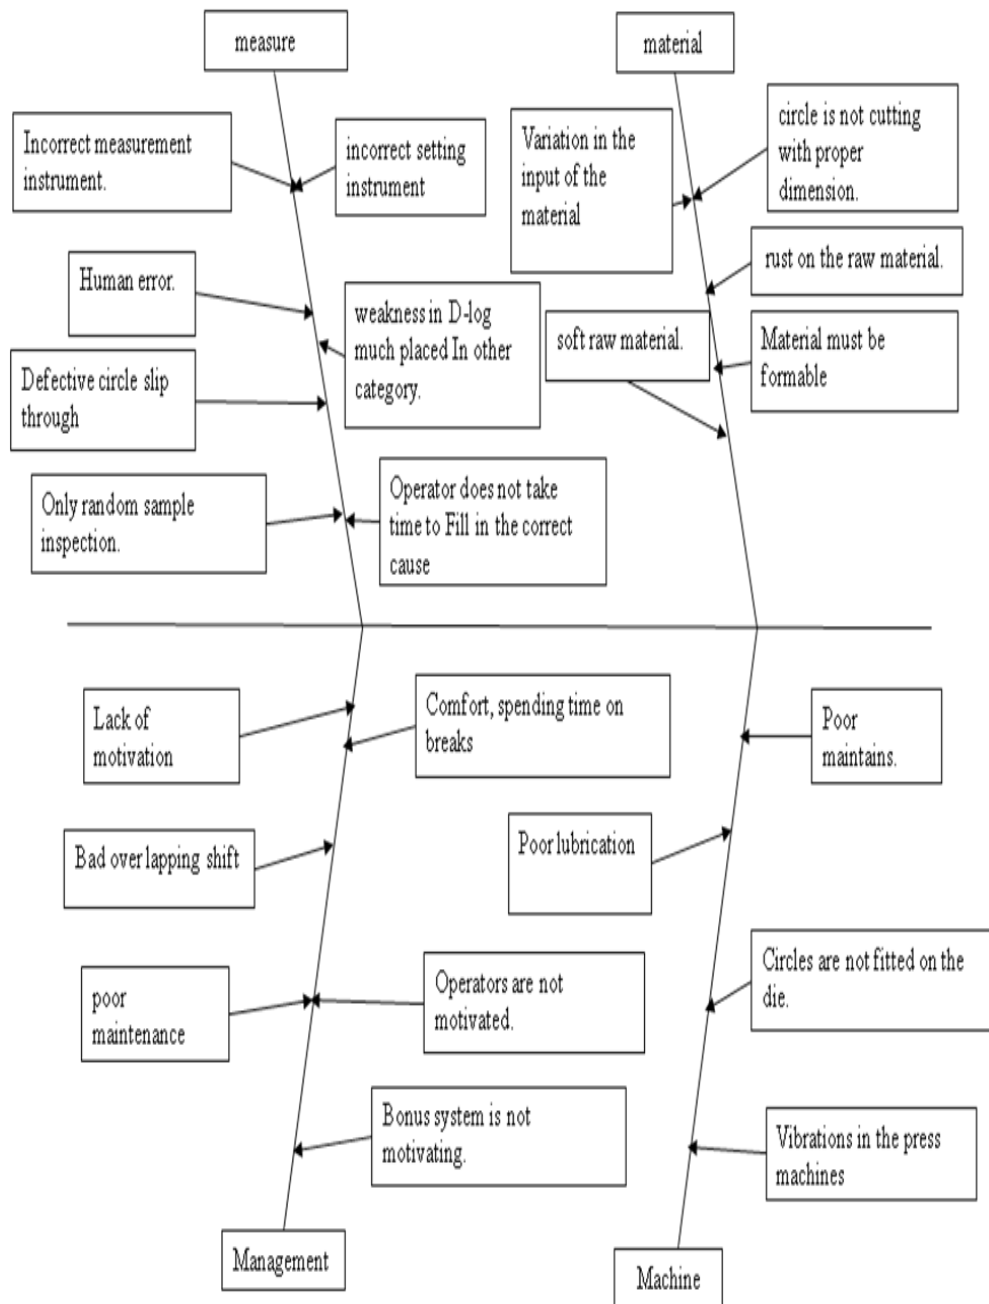 measure
material
Incorrect measurement
instrument.
incorrect setting
instrument
Variation in the
input of the
material
circle is not cutting
with proper
dimension.
Human error.
weakness in D-log
much placed In other
category.
rust on the raw material.
soft raw material.
Material must be
formable
Defective circle slip
through
Only random sample
inspection.
Operator does not take
time to Fill in the correct
cause
Lack of
motivation
Comfort, spending time on
breaks
Poor
maintains.
Bad over lapping shift
Poor lubrication
poor
maintenance
Operators are not
motivated.
Circles are not fitted on the
die.
Bonus system is not
motivating.
Vibrations in the press
machines
Management
Machine